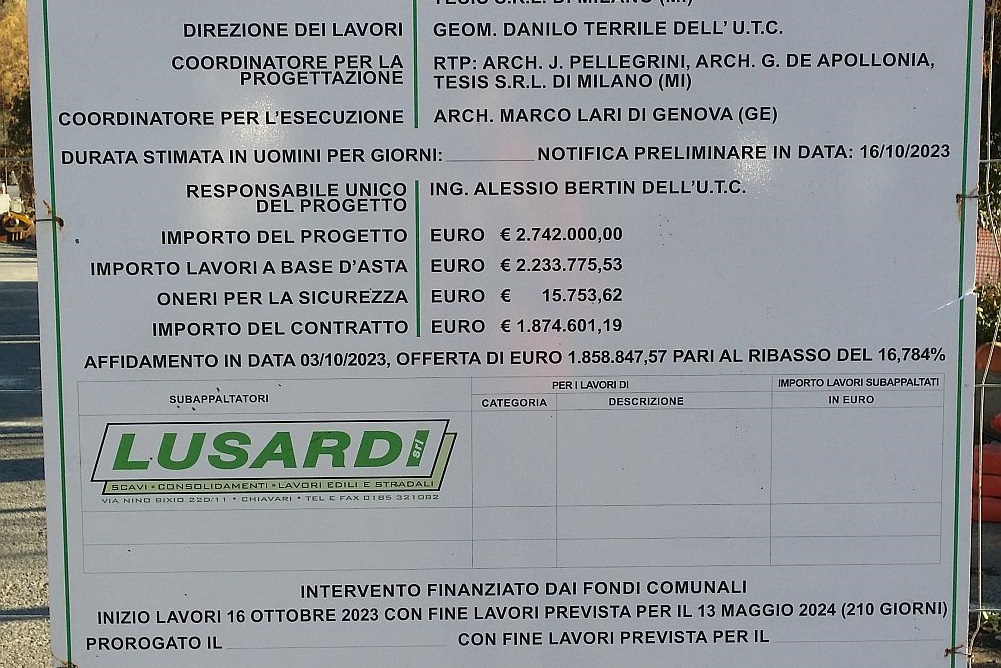 TESIS S.R.L. DI MILANO (MI)
DIREZIONE DEI LAVORI GEOM. DANILO TERRILE DELL' U.T.C.
COORDINATORE PER LA PROGETTAZIONE RTP: ARCH. J. PELLEGRINI, ARCH. G. DE APOLLONIA,
TESIS S.R.L. DI MILANO (MI)
COORDINATORE PER L'ESECUZIONE ARCH. MARCO LARI DI GENOVA (GE)
DURATA STIMATA IN UOMINI PER GIORNI: NOTIFICA PRELIMINARE IN DATA: 16/10/2023
RESPONSABILE UNICO DEL PROGETTO ING. ALESSIO BERTIN DELL'U.T.C.
IMPORTO DEL PROGETTO EURO € 2.742.000,00
IMPORTO LAVORI A BASE D'ASTA EURO € 2.233.775,53
ONERI PER LA SICUREZZA EURO € 15.753,62
IMPORTO DEL CONTRATTO EURO € 1.874.601,19
AFFIDAMENTO IN DATA 03/10/2023, OFFERTA DI EURO 1.858.847,57 PARI AL RIBASSO DEL 16,784%
SUBAPPALTATORI
PER I LAVORI DI
CATEGORIA DESCRIZIONE
IMPORTO LAVORI SUBAPPALTATI
IN EURO
LUSARDI srl
SCAVI • CONSOLIDAMENTI • LAVORI EDILI E STRADALI
VIA NINO BIXIO 22D/11 • CHIAVARI • TEL E FAX 0185 321082
INTERVENTO FINANZIATO DAI FONDI COMUNALI
INIZIO LAVORI 16 OTTOBRE 2023 CON FINE LAVORI PREVISTA PER IL 13 MAGGIO 2024 (210 GIORNI)
PROROGATO IL CON FINE LAVORI PREVISTA PER IL